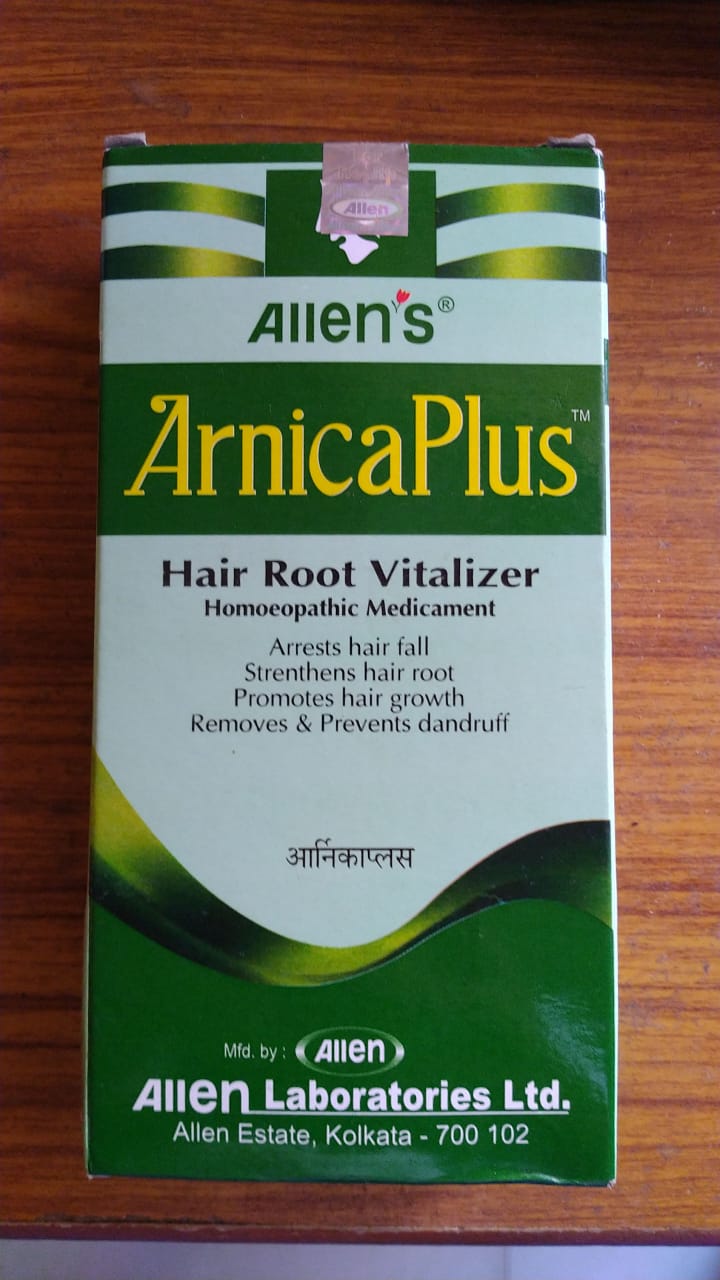 Allen
Allen's®
ArnicaPlus™
Hair Root Vitalizer
Homoeopathic Medicament
Arrests hair fall
Strenthens hair root
Promotes hair growth
Removes & Prevents dandruff
आर्निकाप्लस
Mfd. by : Allen
Allen Laboratories Ltd.
Allen Estate, Kolkata - 700 102